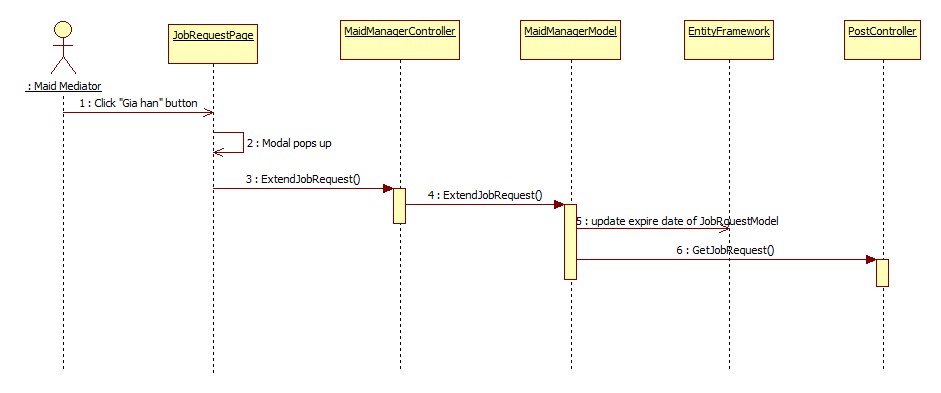 JobRequestPage
MaidManagerController
MaidManagerModel
EntityFramework
PostController
: Maid Mediator
1 : Click "Gia han" button
2 : Modal pops up
3 : ExtendJobRequest()
4 : ExtendJobRequest()
5 : update expire date of JobRquestModel
6 : GetJobRequest()